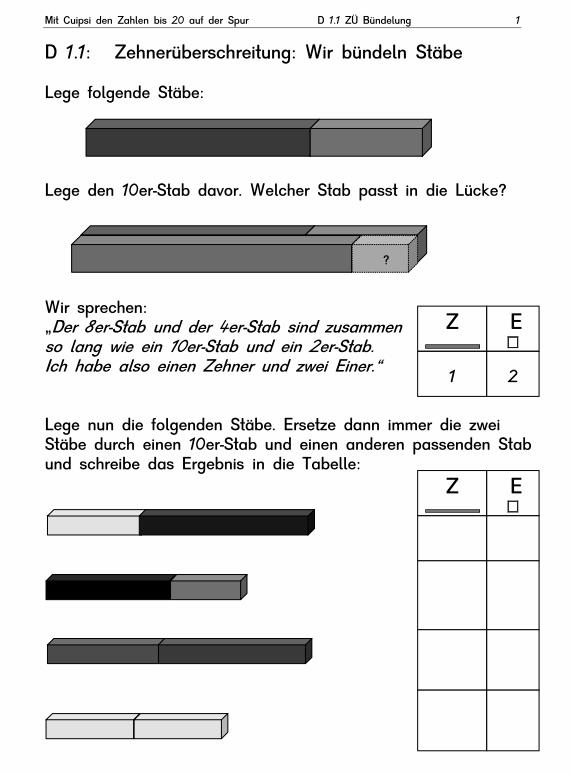 Mit Cuipsi den Zahlen bis 20 auf der Spur D 1.1 ZÜ Bündelung 1
D 1.1: Zehnerüberschreitung: Wir bündeln Stäbe
Lege folgende Stäbe:
Lege den 10er-Stab davor. Welcher Stab passt in die Lücke?
?
Wir sprechen:
„Der 8er-Stab und der 4er-Stab sind zusammen
so lang wie ein 10er-Stab und ein 2er-Stab.
Ich habe also einen Zehner und zwei Einer.“
Z E
1 2
Lege nun die folgenden Stäbe. Ersetze dann immer die zwei
Stäbe durch einen 10er-Stab und einen anderen passenden Stab
und schreibe das Ergebnis in die Tabelle:
Z E